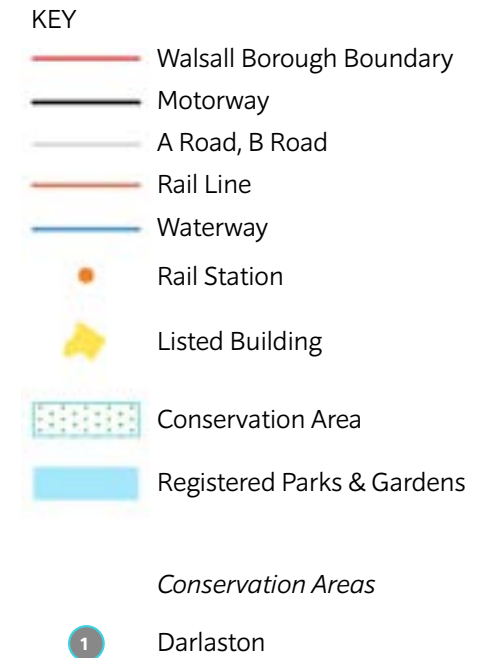 KEY
Walsall Borough Boundary
Motorway
A Road, B Road
Rail Line
Waterway
Rail Station
Listed Building
Conservation Area
Registered Parks & Gardens
Conservation Areas
1 Darlaston